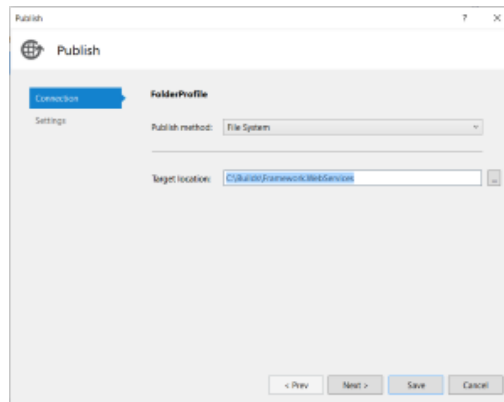 Publish
? X
Publish
Connection
Settings
FolderProfile
Publish method: File System
Target location: C:\Builds\Framework.WebServices
...
< Prev
Next >
Save
Cancel